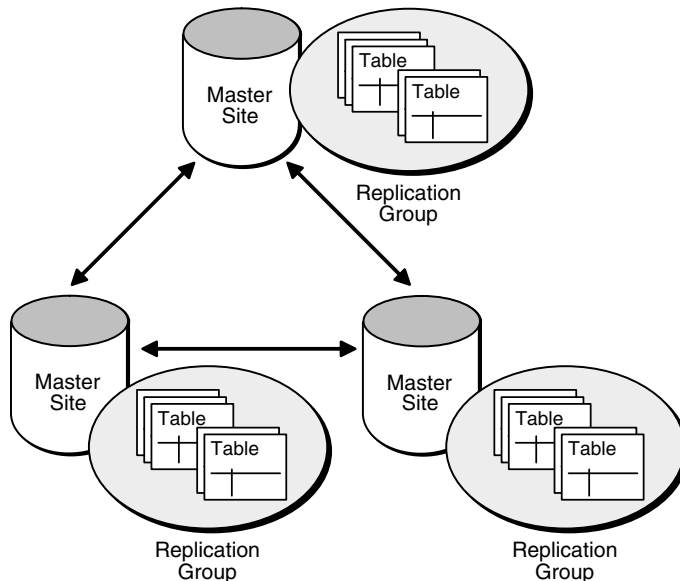 Table
Table
Master
Site
Replication
Group
Master
Site
Table
Table
Replication
Group
Master
Site
Table
Table
Replication
Group